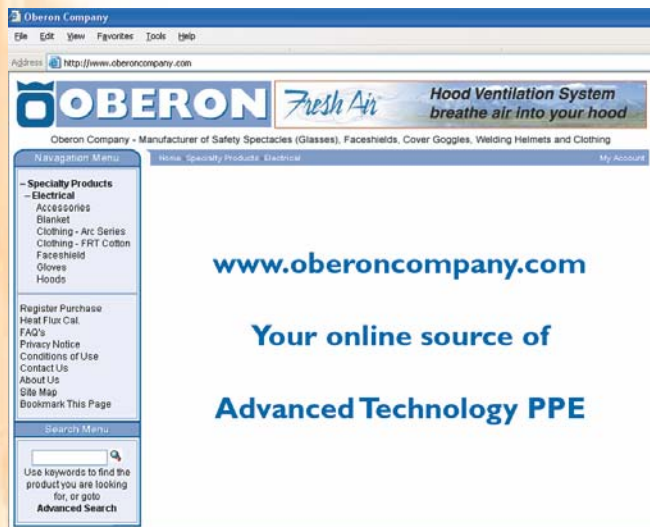 Oberon Company
File Edit View Favorites Tools Help
Address http://www.oberoncompany.com
OBERON Fresh Air Hood Ventilation System
breathe air into your hood
Oberon Company - Manufacturer of Safety Spectacles (Glasses), Faceshields, Cover Goggles, Welding Helmets and Clothing
Navagation Menu
Home Specialty Products Electrical My Account
– Specialty Products
– Electrical
Accessories
Blanket
Clothing - Arc Series
Clothing - FRT Cotton
Faceshield
Gloves
Hoods
Register Purchase
Heat Flux Cal.
FAQ's
Privacy Notice
Conditions of Use
Contact Us
About Us
Site Map
Bookmark This Page
Search Menu
Use keywords to find the
product you are looking
for, or goto
Advanced Search
www.oberoncompany.com
Your online source of
Advanced Technology PPE